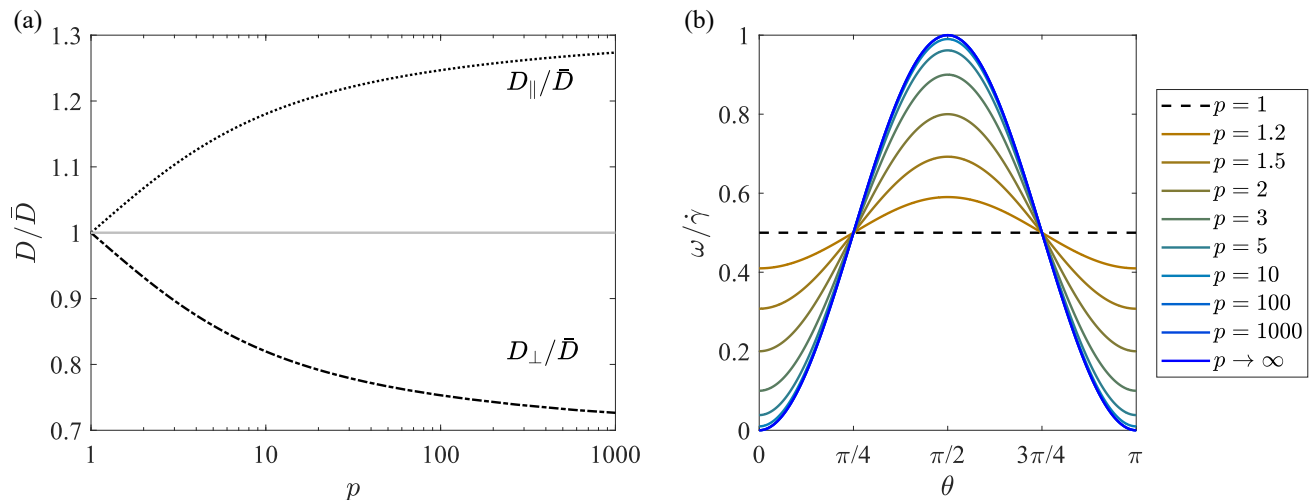 (a)
1.3
1.2
1.1
1
0.9
0.8
0.7
D/D̄
D∥/D̄
D⊥/D̄
1
10
100
1000
p
(b)
1
0.8
0.6
0.4
0.2
0
ω/γ̇
0
π/4
π/2
3π/4
π
θ
p = 1
p = 1.2
p = 1.5
p = 2
p = 3
p = 5
p = 10
p = 100
p = 1000
p → ∞